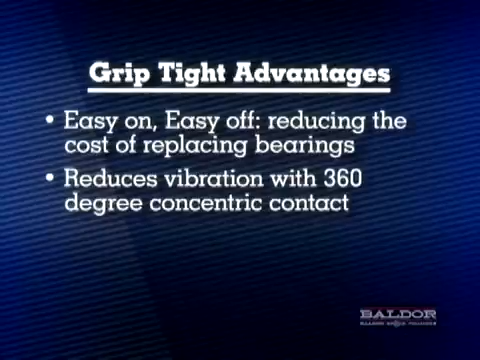 Grip Tight Advantages
• Easy on, Easy off: reducing the
cost of replacing bearings
• Reduces vibration with 360
degree concentric contact
BALDOR